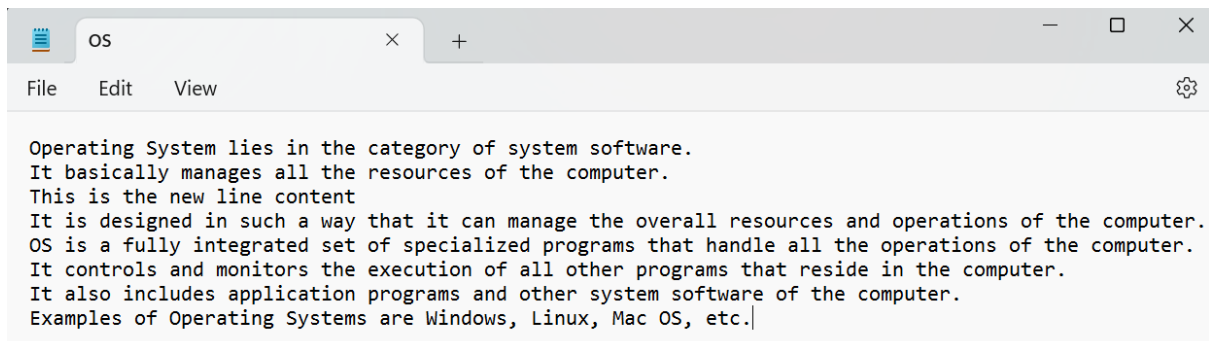 OS
File Edit View
Operating System lies in the category of system software.
It basically manages all the resources of the computer.
This is the new line content
It is designed in such a way that it can manage the overall resources and operations of the computer.
OS is a fully integrated set of specialized programs that handle all the operations of the computer.
It controls and monitors the execution of all other programs that reside in the computer.
It also includes application programs and other system software of the computer.
Examples of Operating Systems are Windows, Linux, Mac OS, etc.